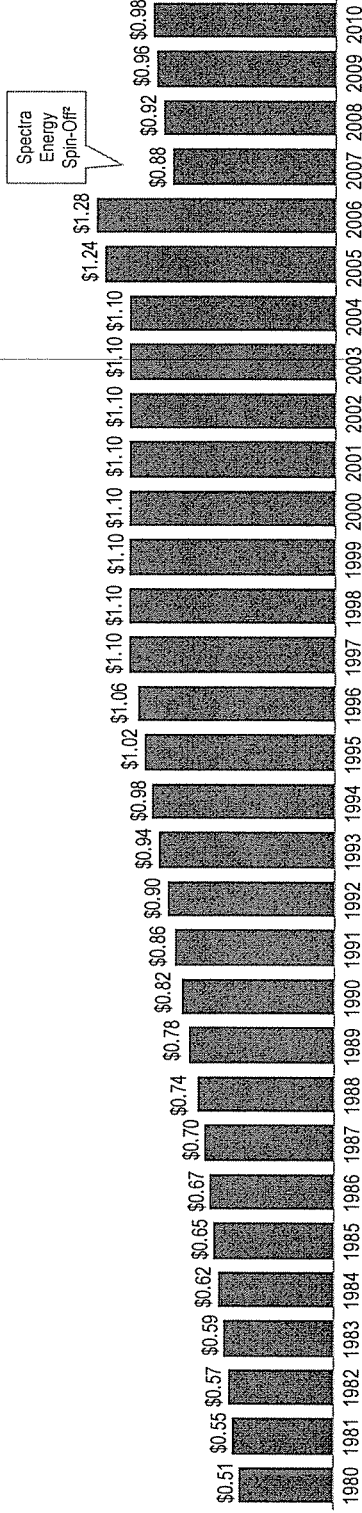 Spectra
Energy
Spin-Off²
$0.51 $0.55 $0.57 $0.59 $0.62 $0.65 $0.67 $0.70 $0.74 $0.78 $0.82 $0.86 $0.90 $0.94 $0.98 $1.02 $1.06 $1.10 $1.10 $1.10 $1.10 $1.10 $1.10 $1.10 $1.10 $1.24 $1.28 $0.88 $0.92 $0.96 $0.98
1980 1981 1982 1983 1984 1985 1986 1987 1988 1989 1990 1991 1992 1993 1994 1995 1996 1997 1998 1999 2000 2001 2002 2003 2004 2005 2006 2007 2008 2009 2010